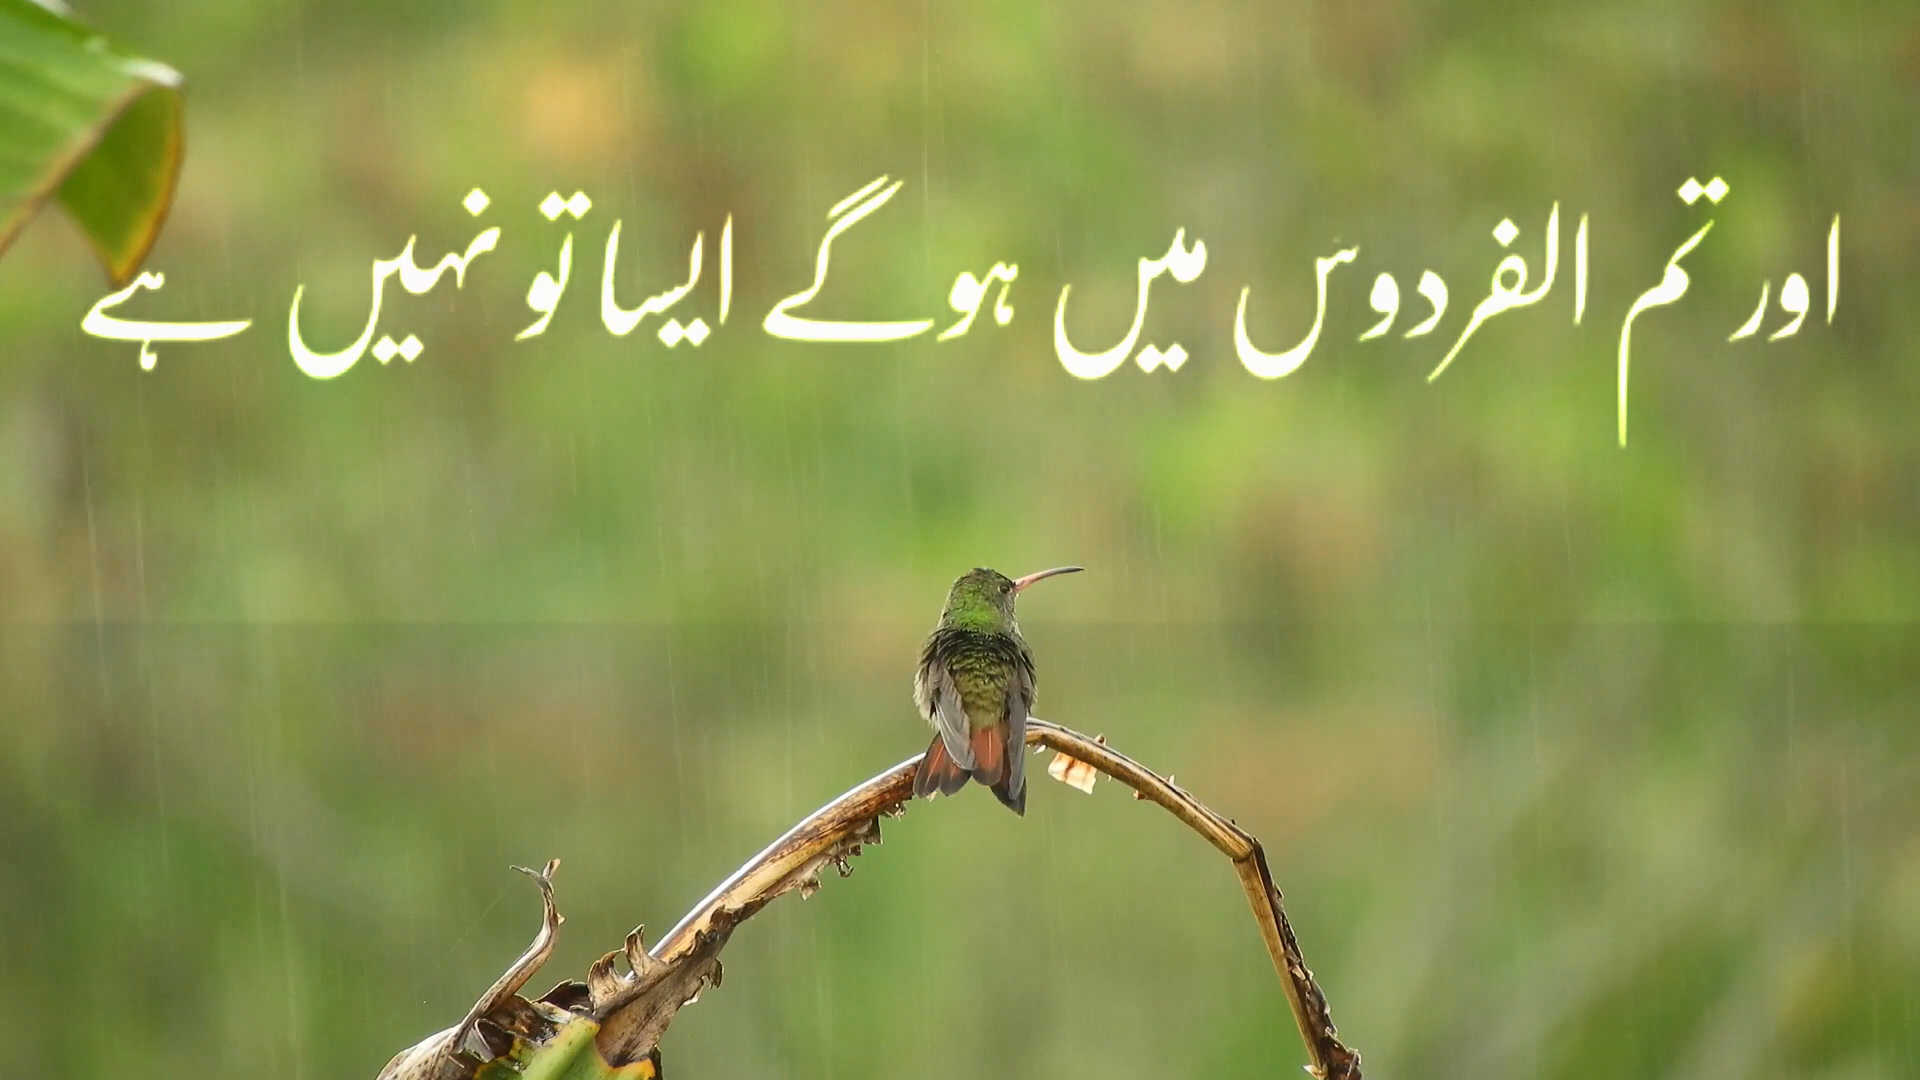 اور تم الفردوس میں ہو گے ایسا تو نہیں ہے